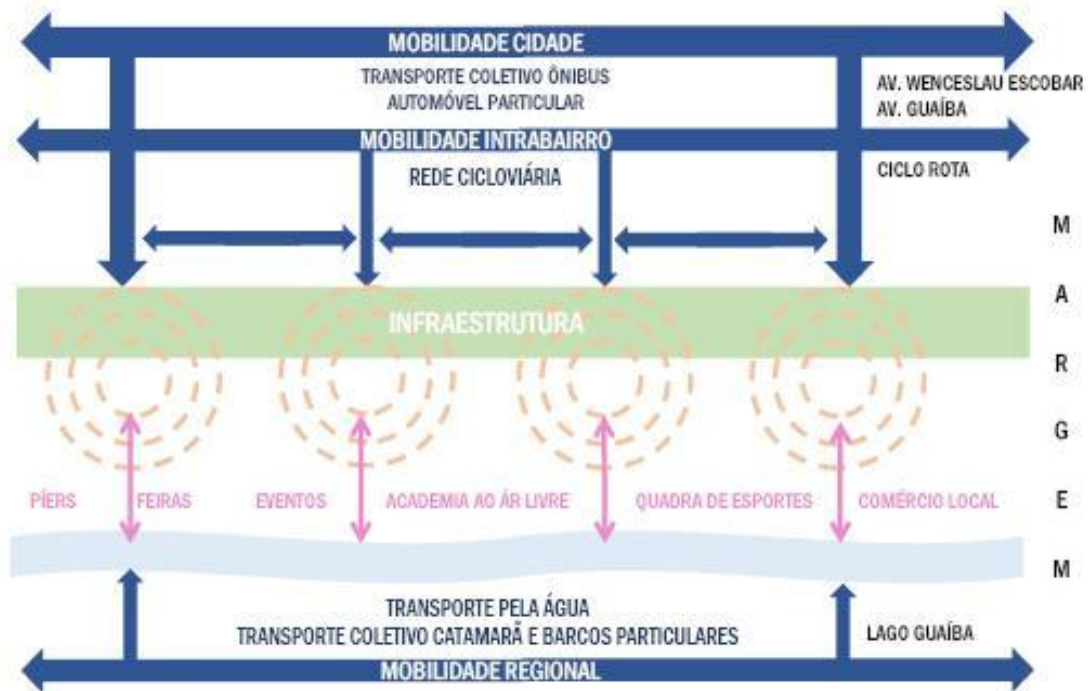 MOBILIDADE CIDADE
TRANSPORTE COLETIVO ÔNIBUS
AUTOMÓVEL PARTICULAR
AV. WENCESLAU ESCOBAR
AV. GUAÍBA
MOBILIDADE INTRABAIRRO
REDE CICLOVIÁRIA
CICLO ROTA
INFRAESTRUTURA
PÍERS
FEIRAS
EVENTOS
ACADEMIA AO ÁR LIVRE
QUADRA DE ESPORTES
COMÉRCIO LOCAL
M
A
R
G
E
M
TRANSPORTE PELA ÁGUA
TRANSPORTE COLETIVO CATAMARÃ E BARCOS PARTICULARES
LAGO GUAÍBA
MOBILIDADE REGIONAL